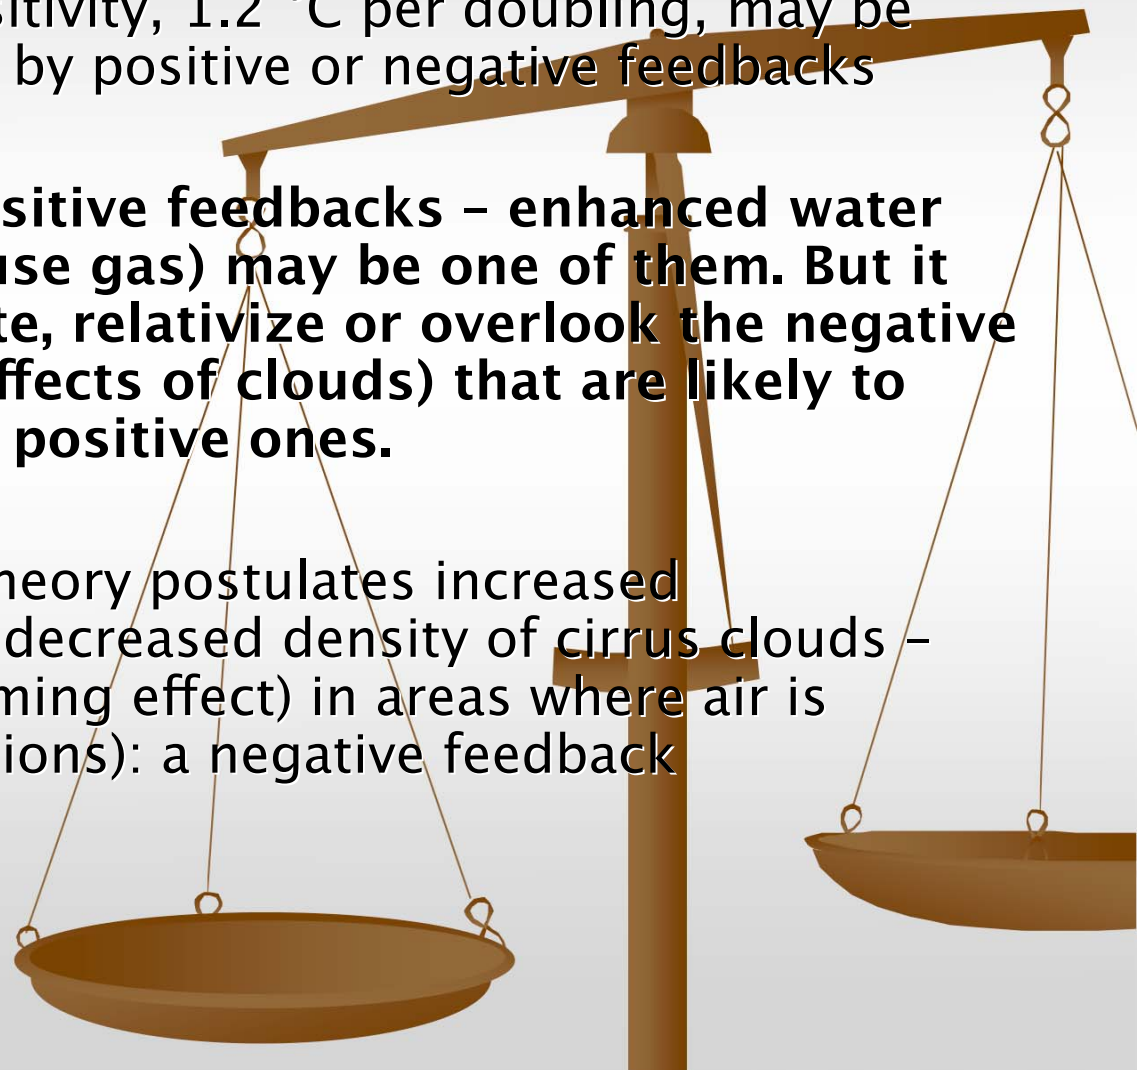 sitivity, 1.2 °C per doubling, may be
by positive or negative feedbacks
sitive feedbacks – enhanced water
use gas) may be one of them. But it
te, relativize or overlook the negative
ffects of clouds) that are likely to
positive ones.
heory postulates increased
decreased density of cirrus clouds –
ming effect) in areas where air is
ions): a negative feedback